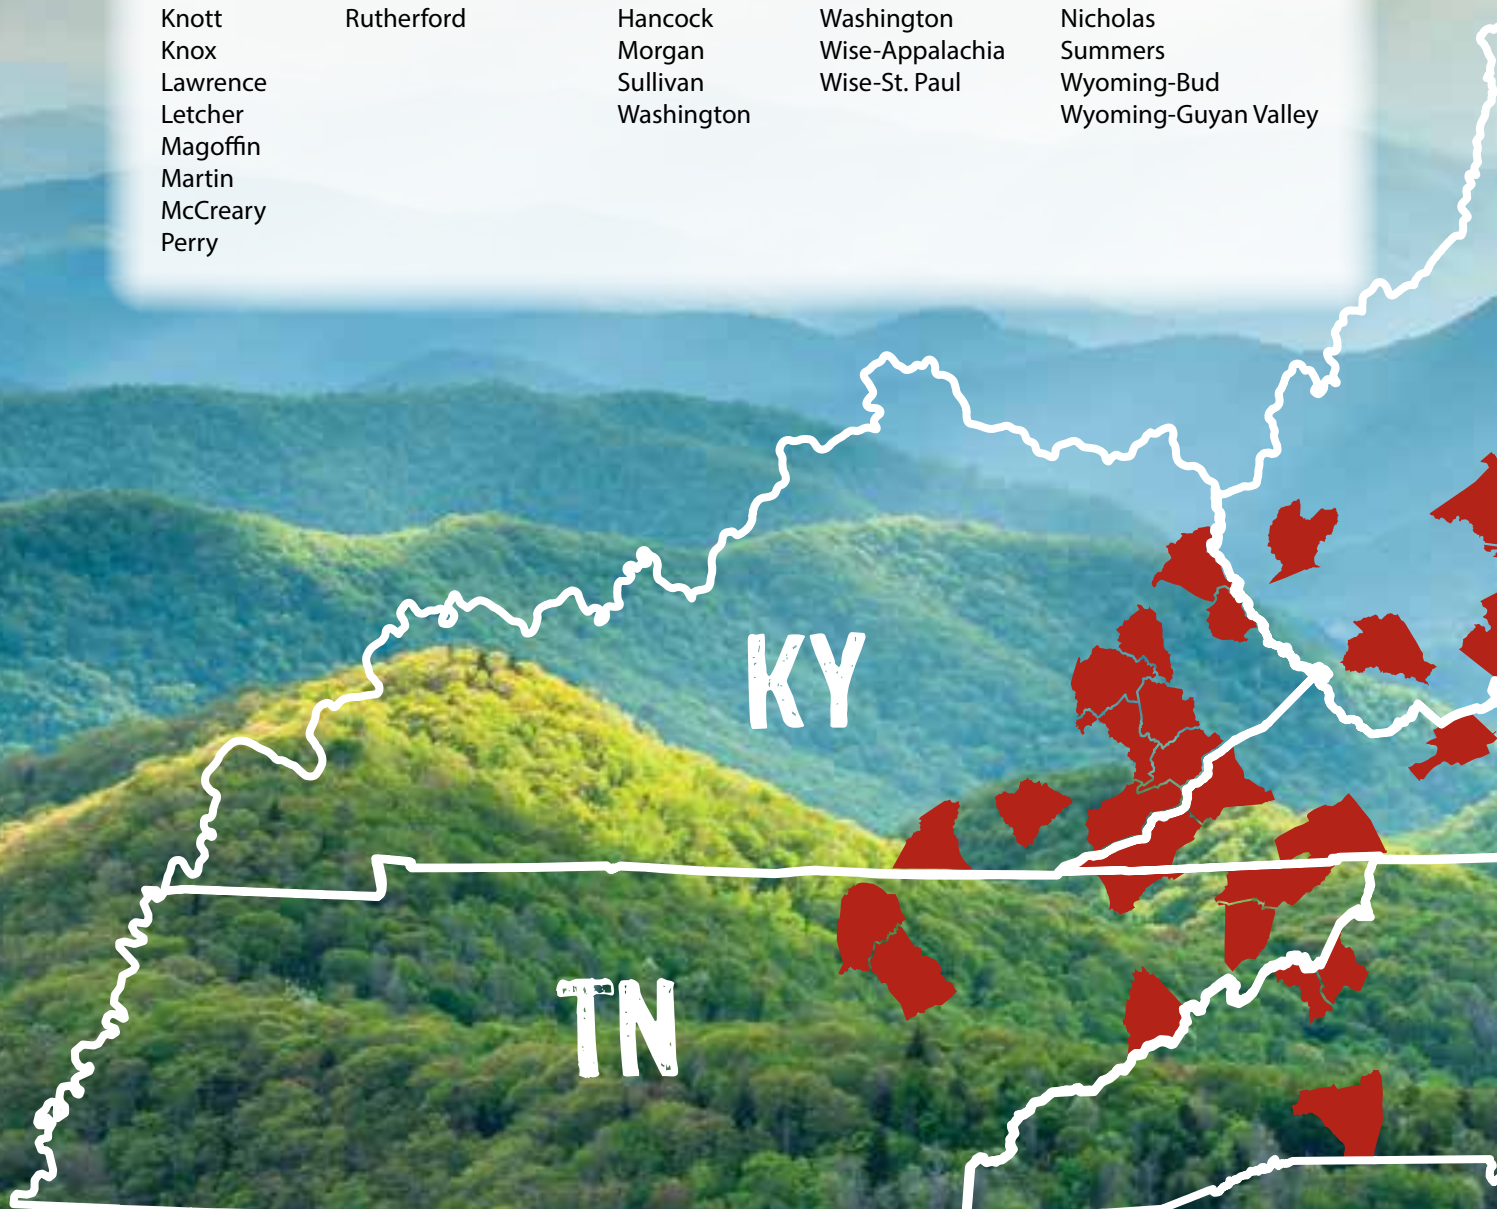 Knott
Knox
Lawrence
Letcher
Magoffin
Martin
McCreary
Perry
Rutherford
Hancock
Morgan
Sullivan
Washington
Washington
Wise-Appalachia
Wise-St. Paul
Nicholas
Summers
Wyoming-Bud
Wyoming-Guyan Valley
KY
TN